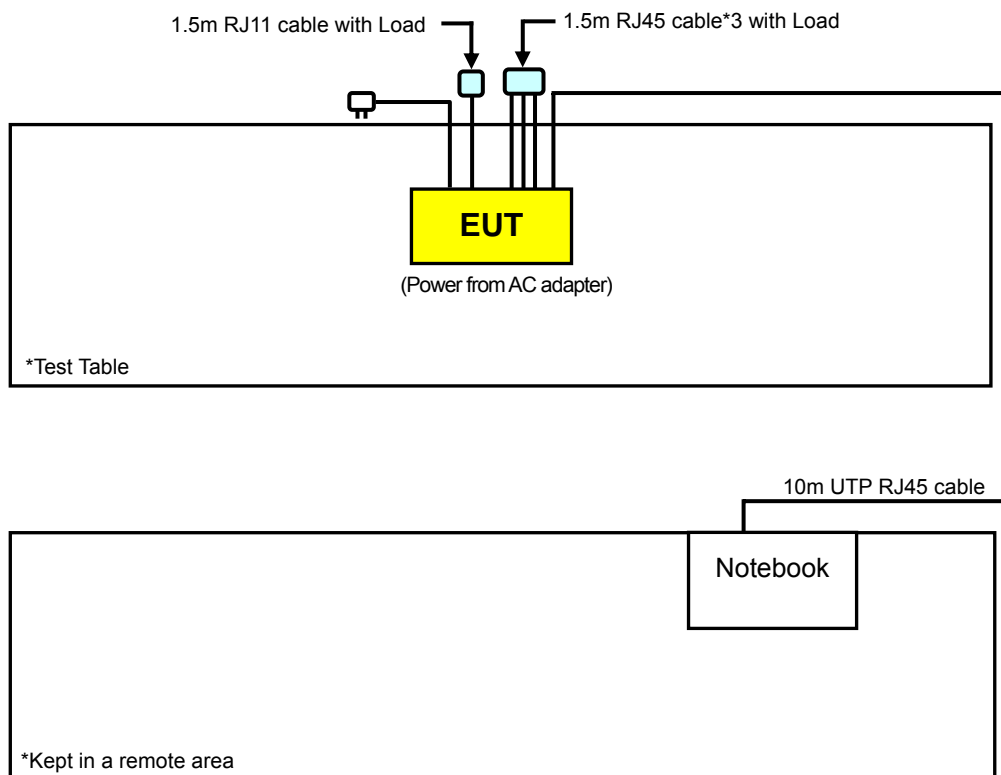 1.5m RJ11 cable with Load
1.5m RJ45 cable*3 with Load
EUT
(Power from AC adapter)
*Test Table
10m UTP RJ45 cable
Notebook
*Kept in a remote area